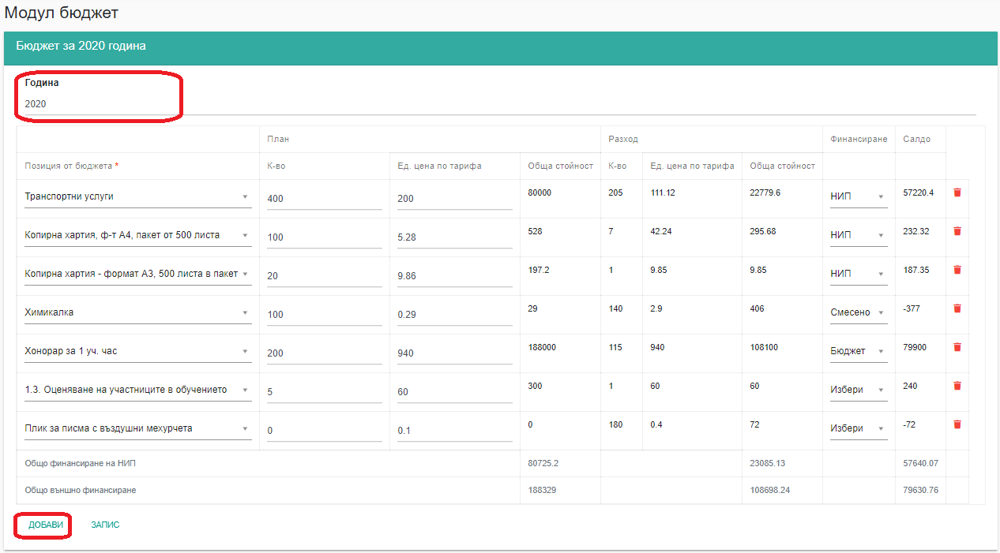 Модул бюджет
Бюджет за 2020 година
Година
2020
План Разход Финансиране Салдо
Позиция от бюджета * К-во Ед. цена по тарифа Обща стойност К-во Ед. цена по тарифа Обща стойност
Транспортни услуги 400 200 80000 205 111.12 22779.6 НИП 57220.4
Копирна хартия, ф-т А4, пакет от 500 листа 100 5.28 528 7 42.24 295.68 НИП 232.32
Копирна хартия - формат А3, 500 листа в пакет 20 9.86 197.2 1 9.85 9.85 НИП 187.35
Химикалка 100 0.29 29 140 2.9 406 Смесено -377
Хонорар за 1 уч. час 200 940 188000 115 940 108100 Бюджет 79900
1.3. Оценяване на участниците в обучението 5 60 300 1 60 60 Избери 240
Плик за писма с въздушни мехурчета 0 0.1 0 180 0.4 72 Избери -72
Общо финансиране на НИП 80725.2 23085.13 57640.07
Общо външно финансиране 188329 108698.24 79630.76
ДОБАВИ ЗАПИС